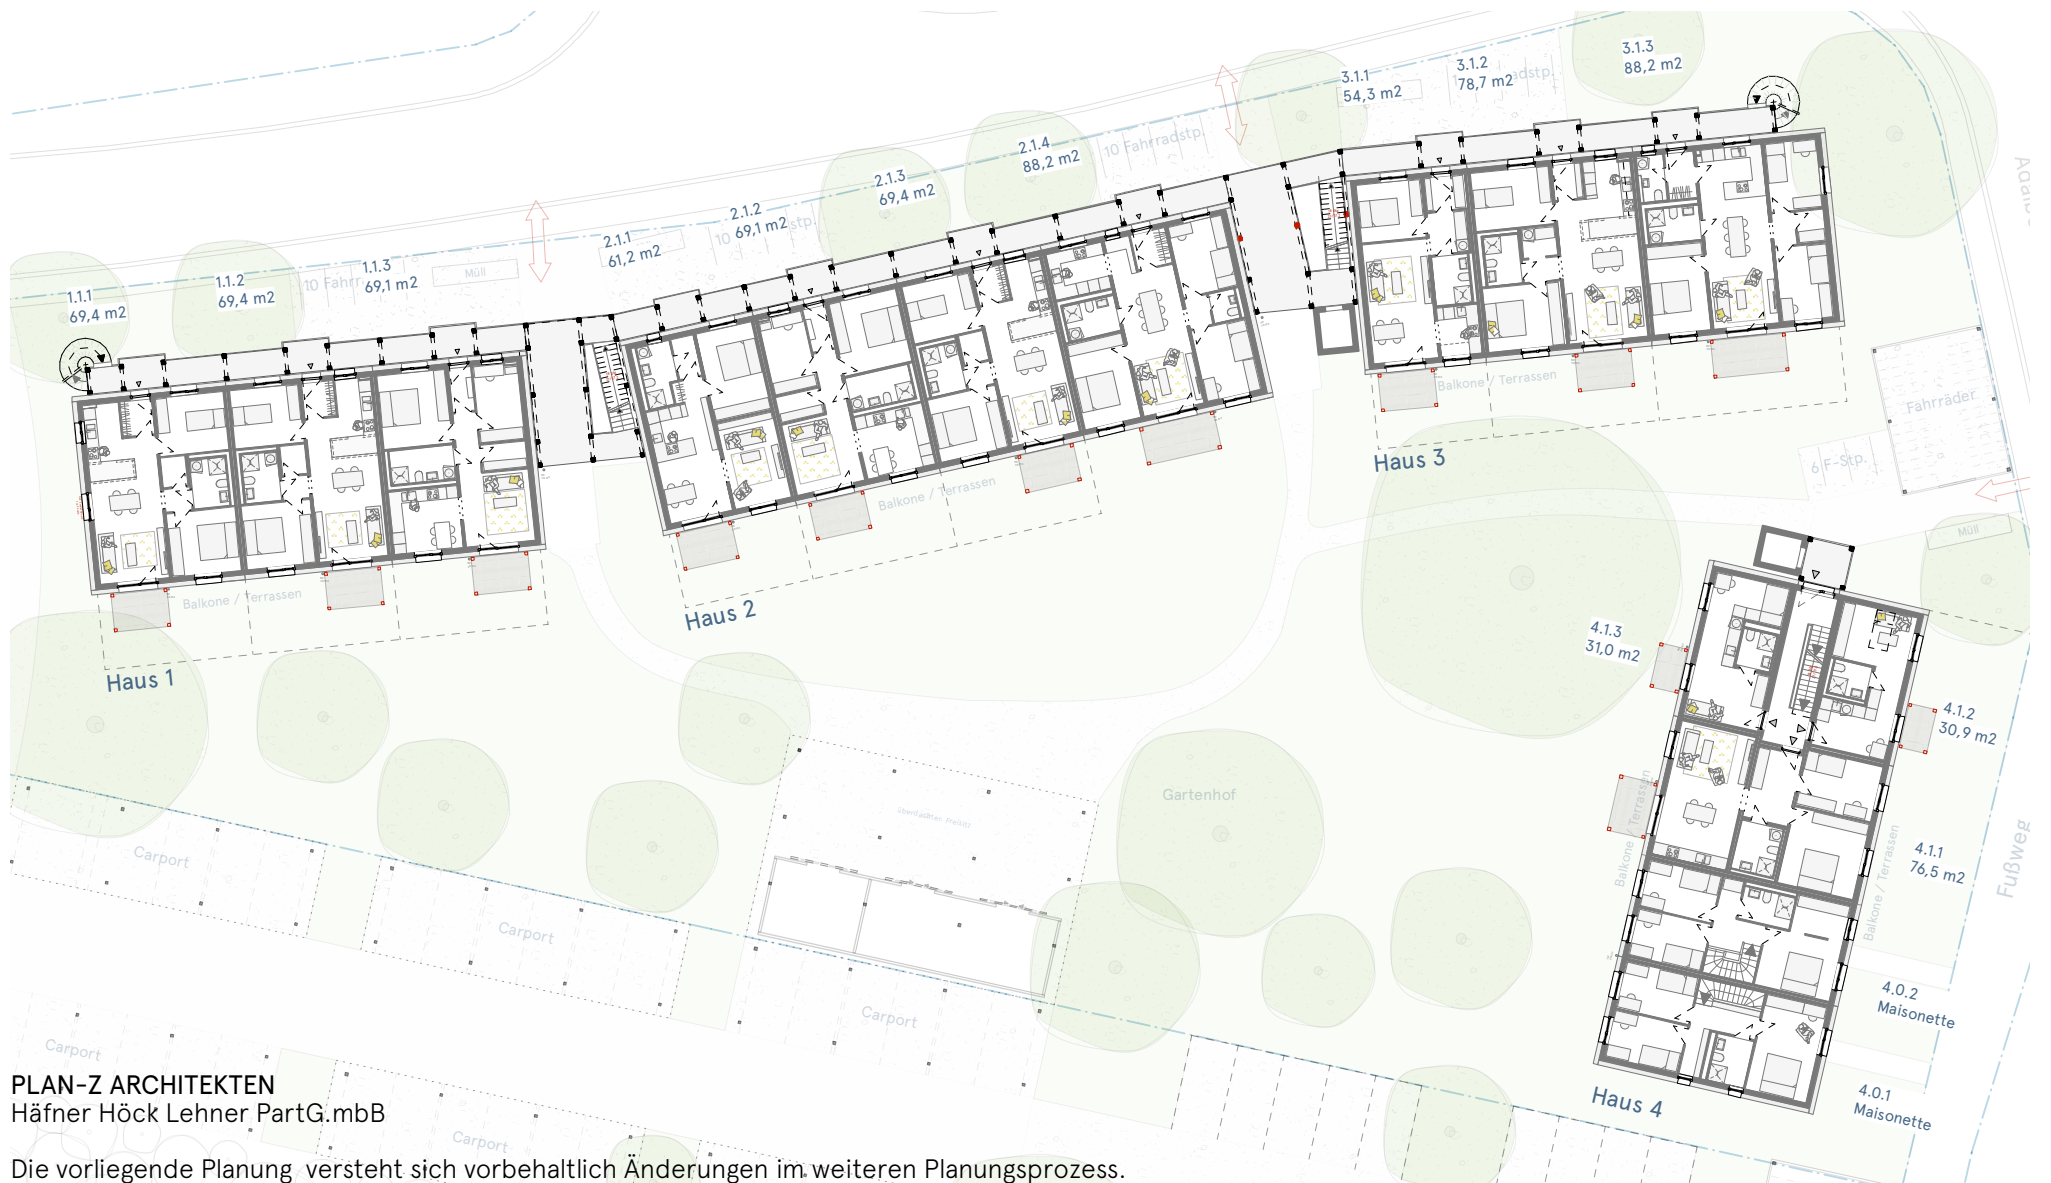 3.1.3
88,2 m2
3.1.2
78,7 m2
3.1.1
54,3 m2
2.1.4
88,2 m2
10 Fahrradstp.
2.1.3
69,4 m2
2.1.2
69,1 m2
2.1.1
61,2 m2
1.1.3
69,1 m2
Müll
1.1.2
69,4 m2
1.1.1
69,4 m2
Balkone / Terrassen
Haus 3
Fahrräder
6 F-Stp.
Balkone / Terrassen
Müll
Balkone / Terrassen
Haus 2
Haus 1
4.1.3
31,0 m2
4.1.2
30,9 m2
Gartenhof
Balkone / Terrassen
4.1.1
76,5 m2
Balkone / Terrassen
Fußweg
Carport
Carport
Carport
4.0.2
Maisonette
Carport
4.0.1
Maisonette
Haus 4
PLAN-Z ARCHITEKTEN
Häfner Höck Lehner PartG.mbB
Carport
Die vorliegende Planung versteht sich vorbehaltlich Änderungen im weiteren Planungsprozess.